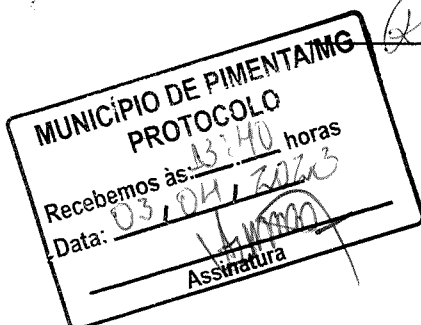 MUNICÍPIO DE PIMENTA/MG
PROTOCOLO
Recebemos às: 13:40 horas
Data: 03, 04, 2023
Assinatura